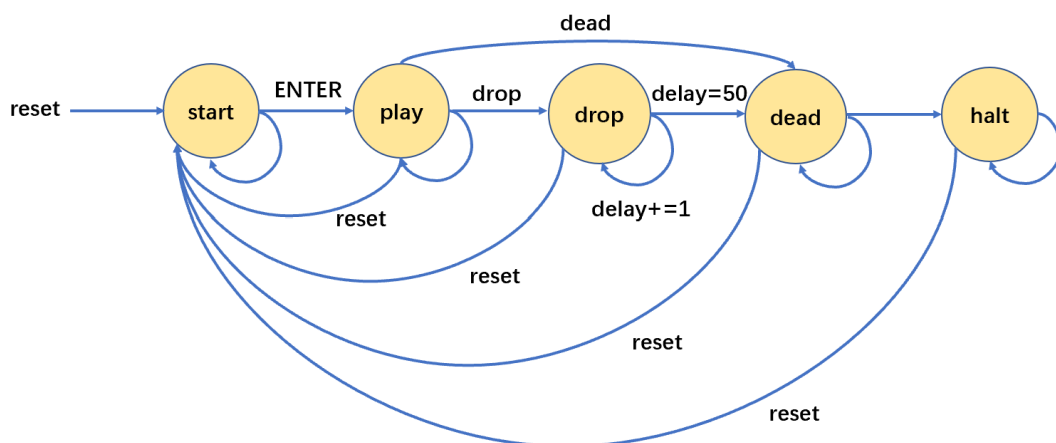 dead
ENTER
drop
delay=50
reset
start
play
drop
dead
halt
delay+=1
reset
reset
reset
reset